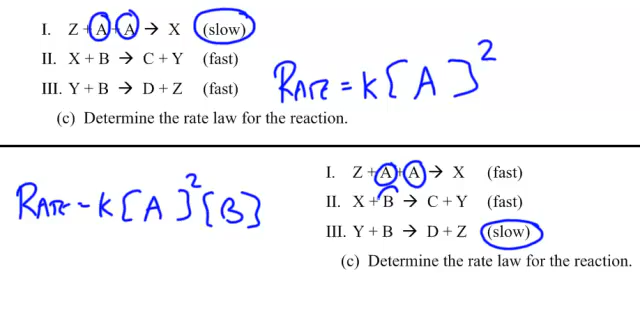 I. Z + A + A → X (slow)
II. X + B → C + Y (fast)
III. Y + B → D + Z (fast)
RATE = K[A]²
(c) Determine the rate law for the reaction.
RATE = K[A]²[B]
I. Z + A + A → X (fast)
II. X + B → C + Y (fast)
III. Y + B → D + Z (slow)
(c) Determine the rate law for the reaction.